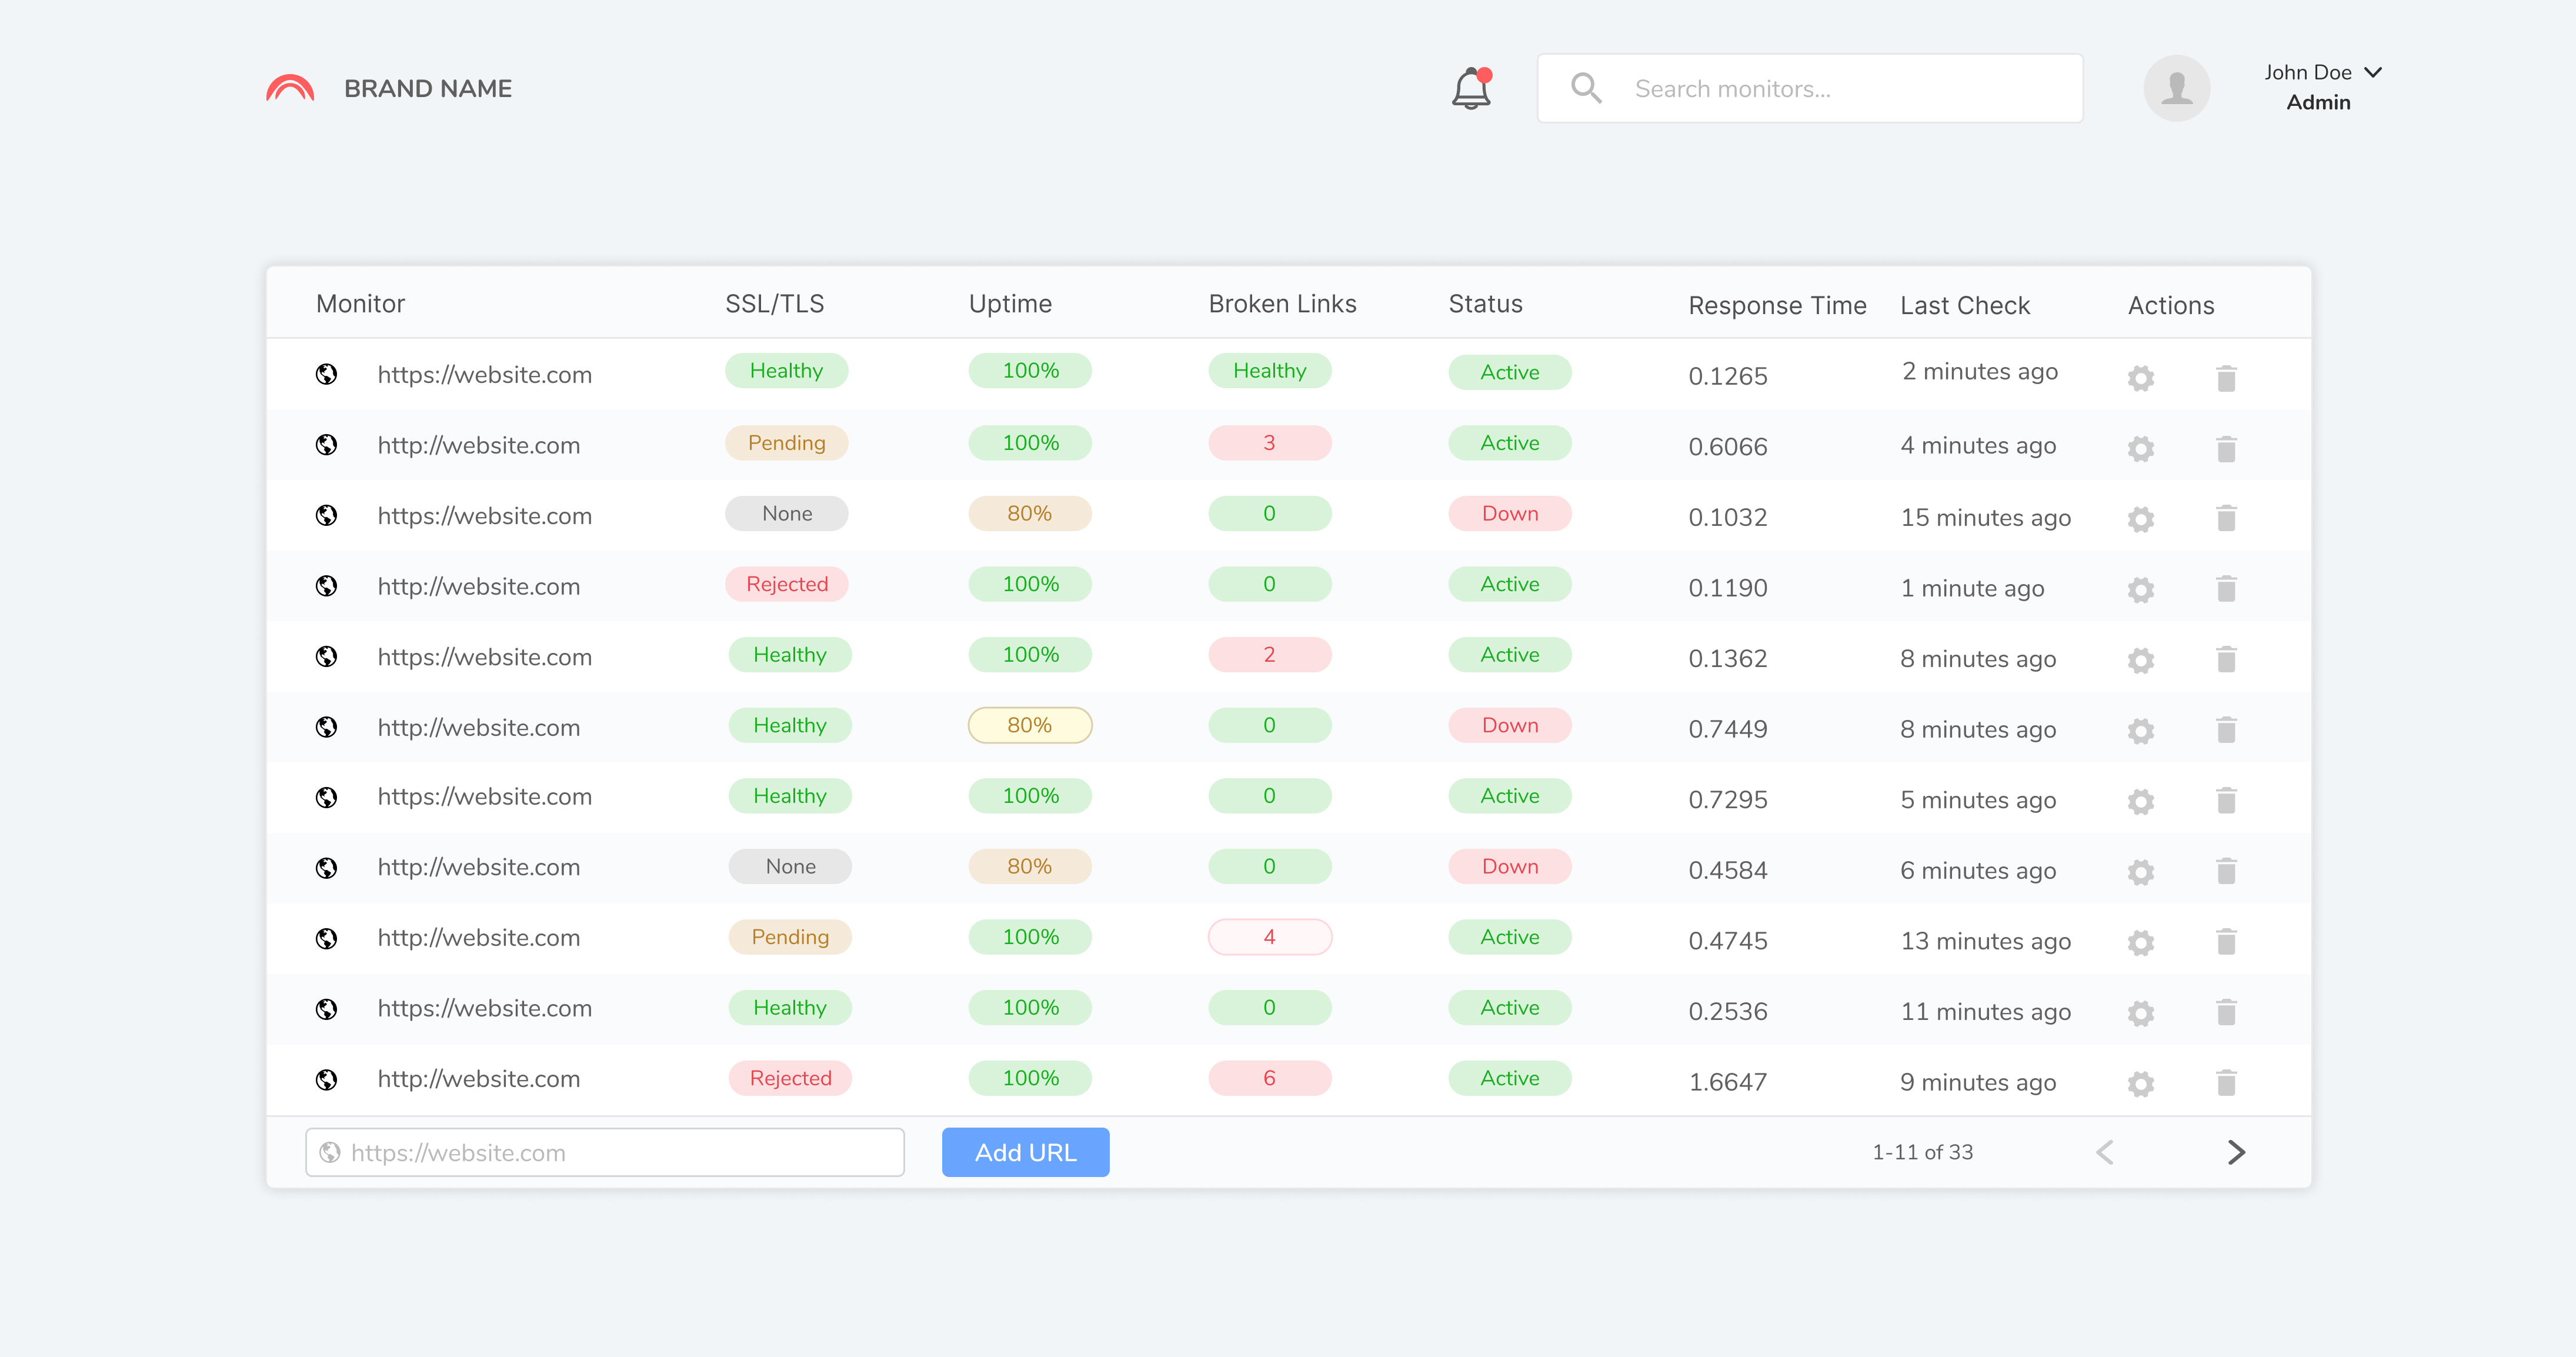 BRAND NAME
Search monitors...
John Doe
Admin
Monitor SSL/TLS Uptime Broken Links Status Response Time Last Check Actions
https://website.com Healthy 100% Healthy Active 0.1265 2 minutes ago
http://website.com Pending 100% 3 Active 0.6066 4 minutes ago
https://website.com None 80% 0 Down 0.1032 15 minutes ago
http://website.com Rejected 100% 0 Active 0.1190 1 minute ago
https://website.com Healthy 100% 2 Active 0.1362 8 minutes ago
http://website.com Healthy 80% 0 Down 0.7449 8 minutes ago
https://website.com Healthy 100% 0 Active 0.7295 5 minutes ago
http://website.com None 80% 0 Down 0.4584 6 minutes ago
http://website.com Pending 100% 4 Active 0.4745 13 minutes ago
https://website.com Healthy 100% 0 Active 0.2536 11 minutes ago
http://website.com Rejected 100% 6 Active 1.6647 9 minutes ago
https://website.com Add URL 1-11 of 33